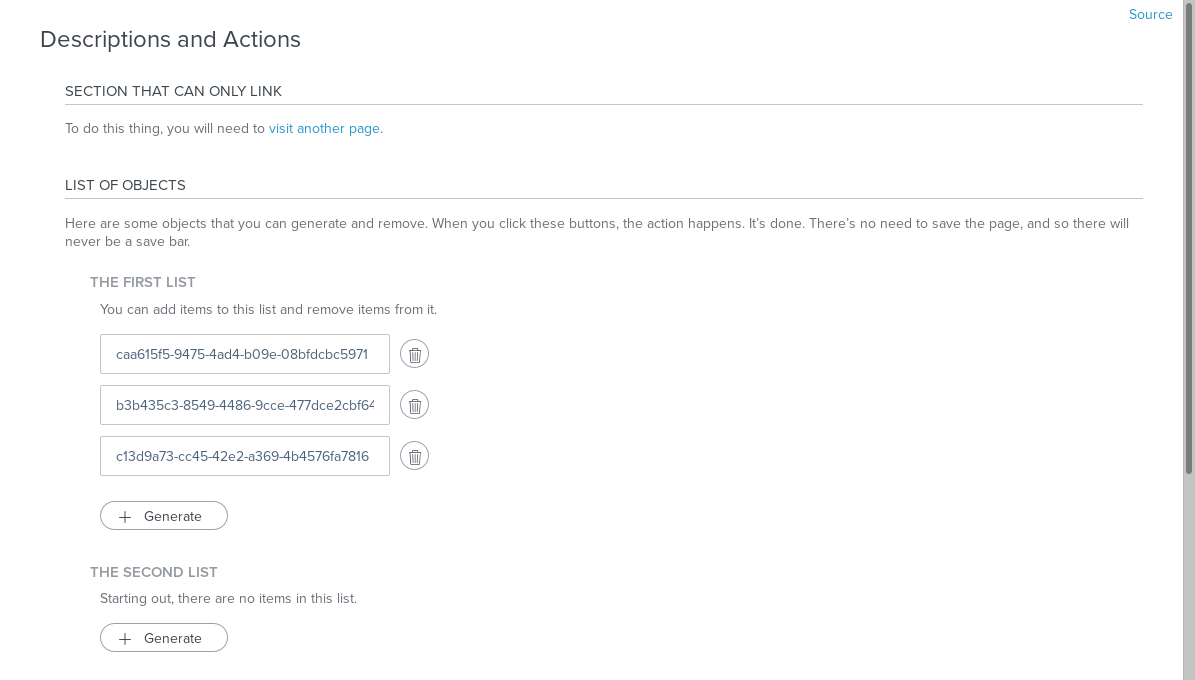 Source
Descriptions and Actions
SECTION THAT CAN ONLY LINK
To do this thing, you will need to visit another page.
LIST OF OBJECTS
Here are some objects that you can generate and remove. When you click these buttons, the action happens. It's done. There's no need to save the page, and so there will
never be a save bar.
THE FIRST LIST
You can add items to this list and remove items from it.
caa615f5-9475-4ad4-b09e-08bfdcbc5971
b3b435c3-8549-4486-9cce-477dce2cbf64
c13d9a73-cc45-42e2-a369-4b4576fa7816
Generate
THE SECOND LIST
Starting out, there are no items in this list.
Generate